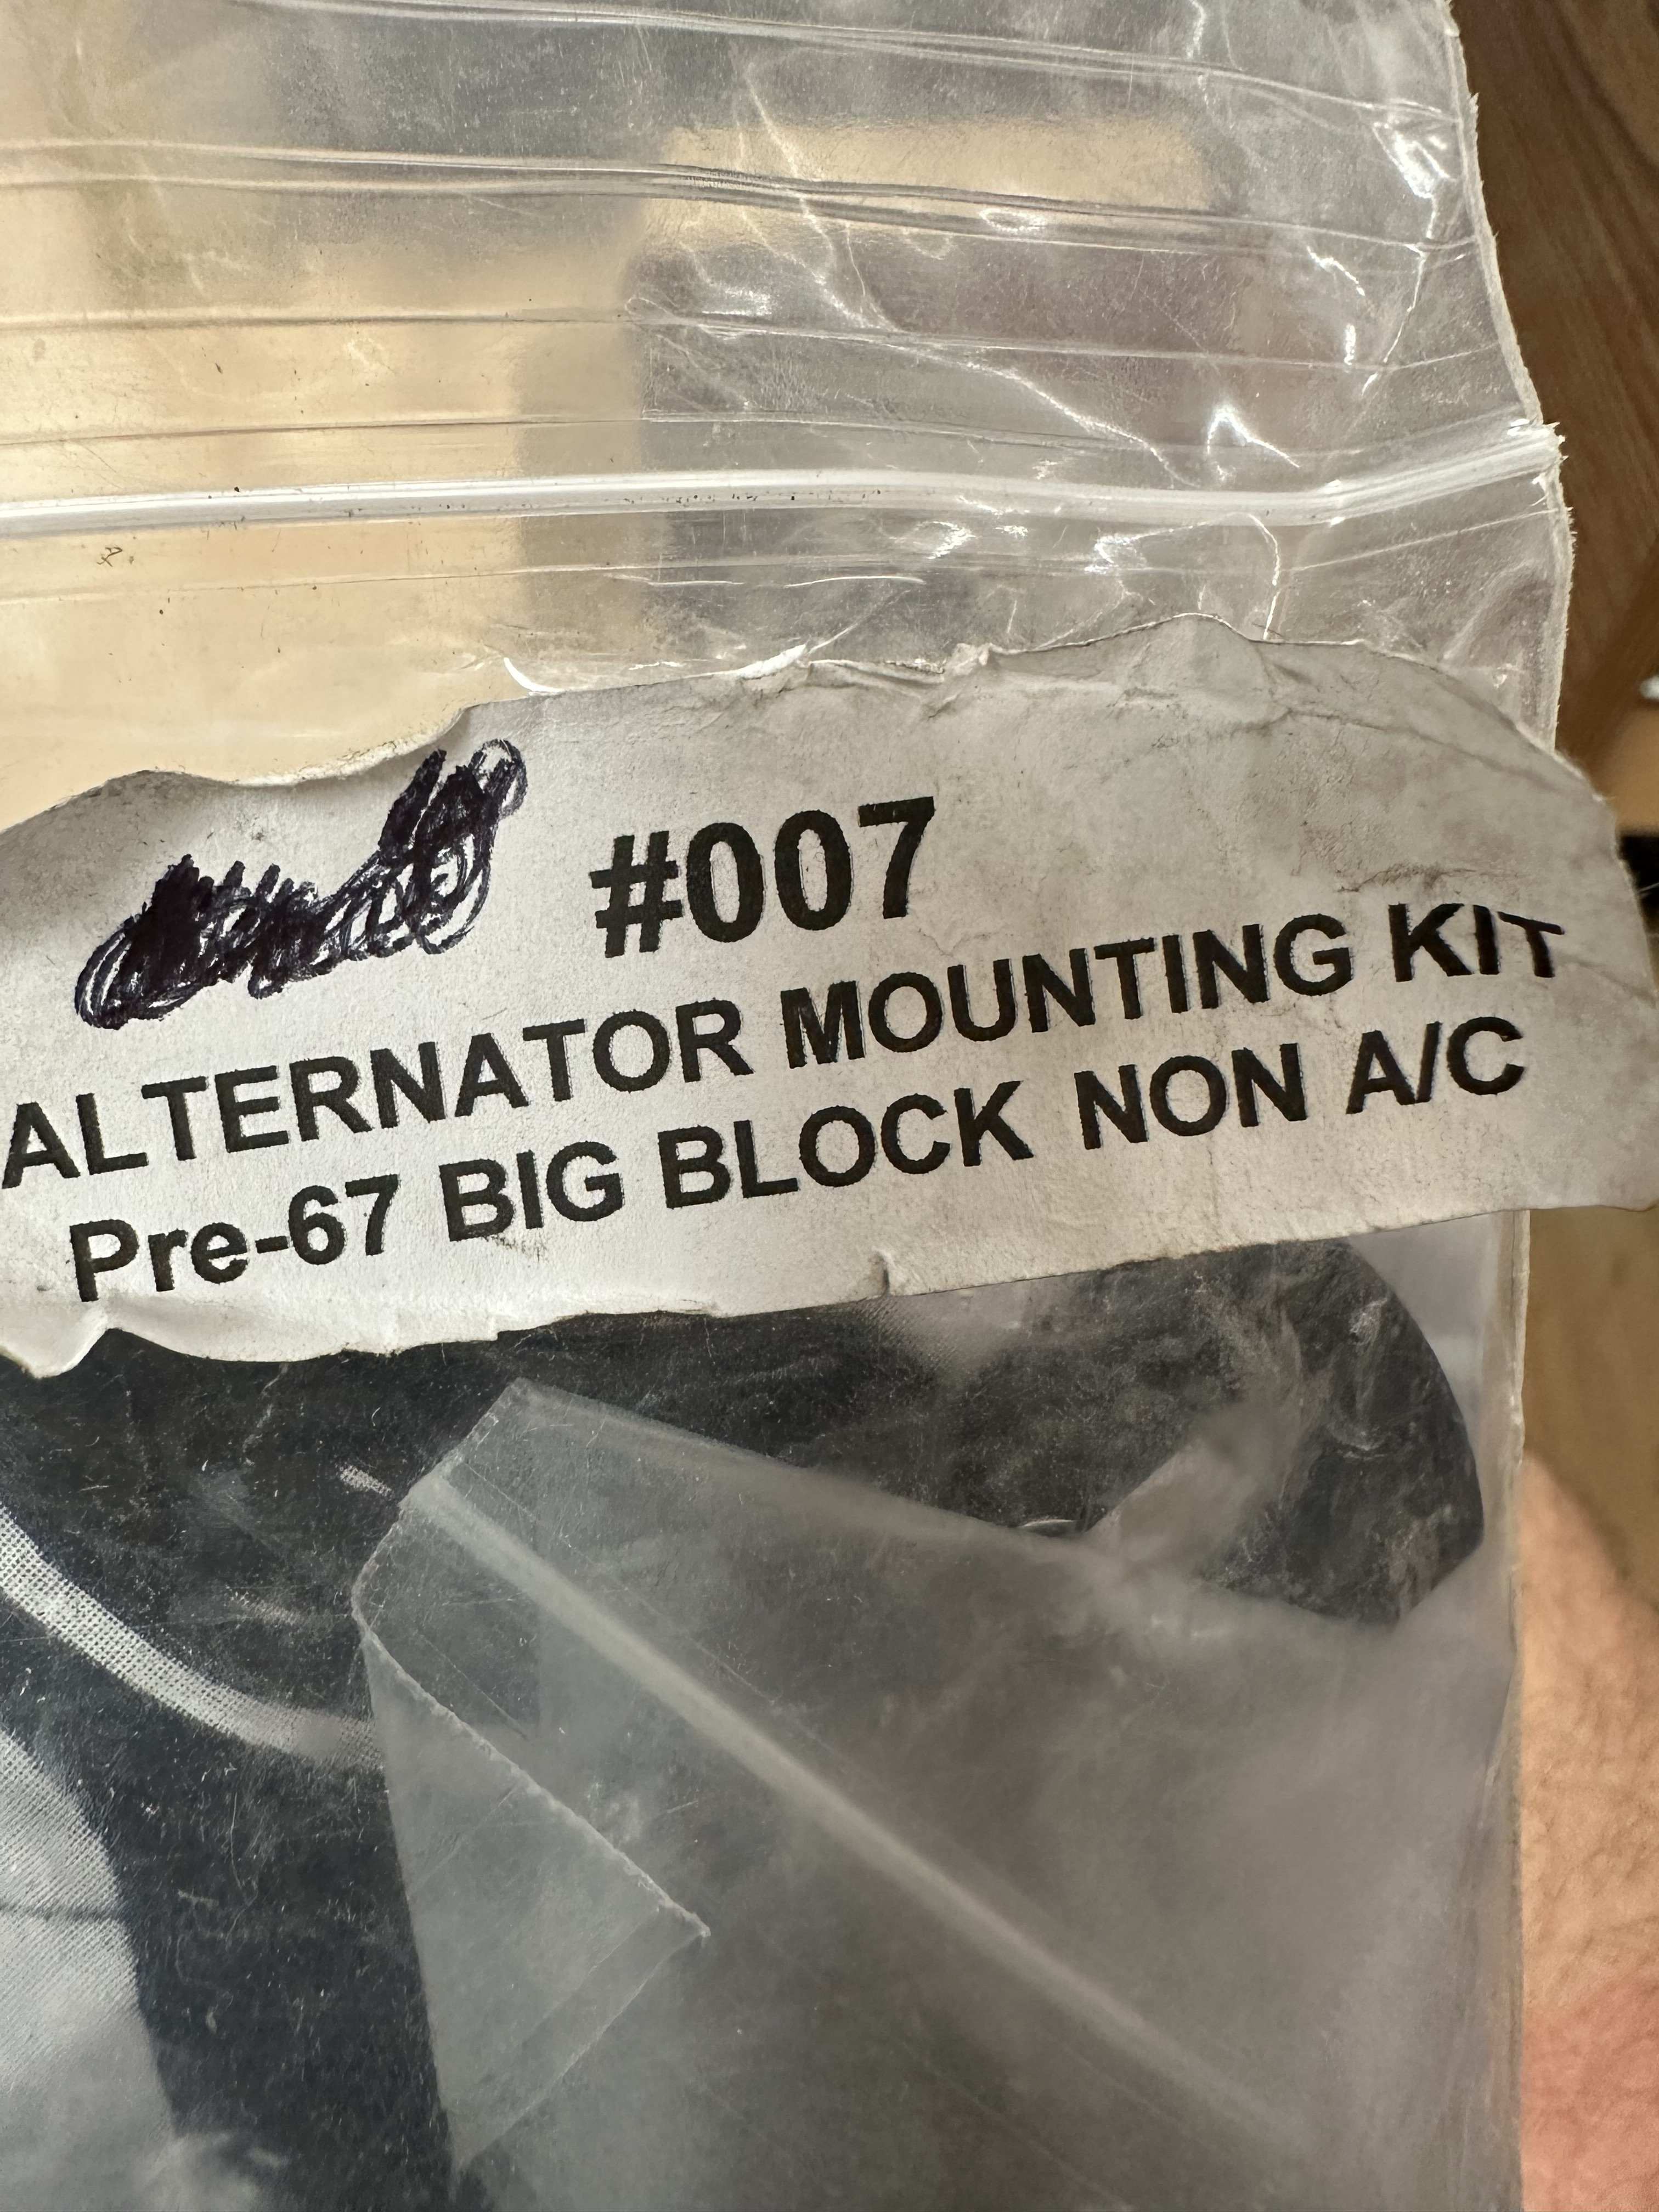 #007
ALTERNATOR MOUNTING KIT
Pre-67 BIG BLOCK NON A/C